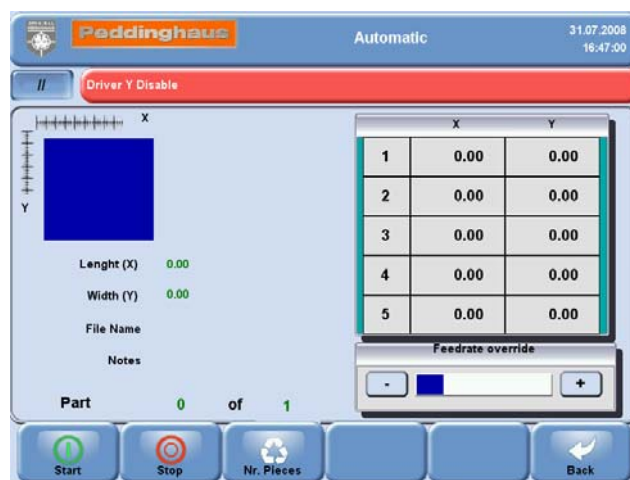 Peddinghaus
Automatic
31.07.2008
16:47:00
//
Driver Y Disable
X
Y
Lenght (X) 0.00
Width (Y) 0.00
File Name
Notes
Part 0 of 1
X Y
1 0.00 0.00
2 0.00 0.00
3 0.00 0.00
4 0.00 0.00
5 0.00 0.00
Feedrate override
- +
Start
Stop
Nr. Pieces
Back